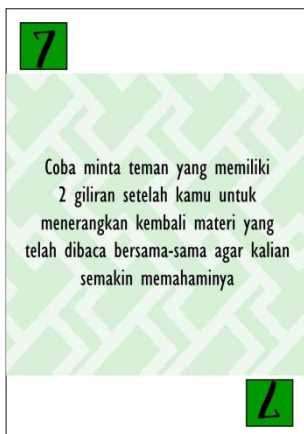 7
Coba minta teman yang memiliki
2 giliran setelah kamu untuk
menerangkan kembali materi yang
telah dibaca bersama-sama agar kalian
semakin memahaminya
7